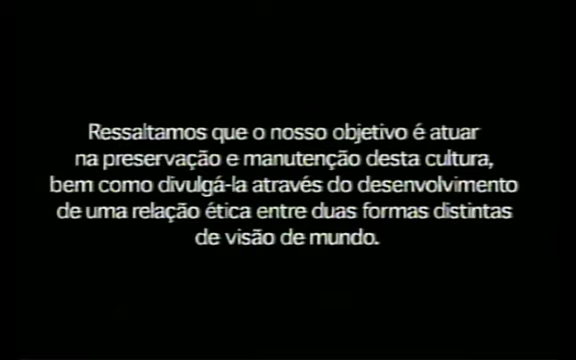 Ressaltamos que o nosso objetivo é atuar
na preservação e manutenção desta cultura,
bem como divulgá-la através do desenvolvimento
de uma relação ética entre duas formas distintas
de visão de mundo.